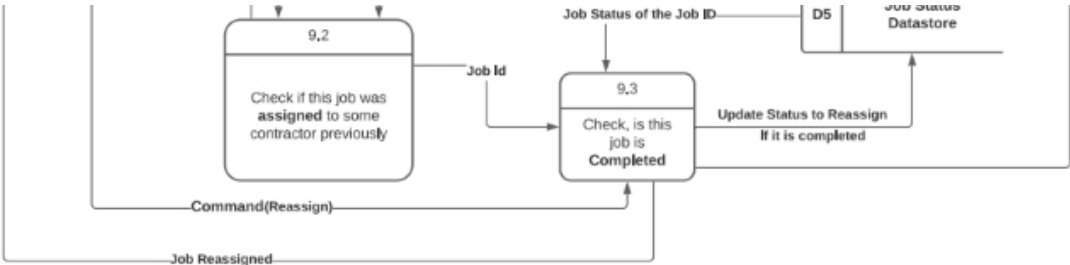 Job Status of the Job ID
D5
Job Status
Datastore
9.2
Check if this job was
assigned to some
contractor previously
Job Id
9.3
Check, is this
job is
Completed
Update Status to Reassign
If it is completed
Command(Reassign)
Job Reassigned